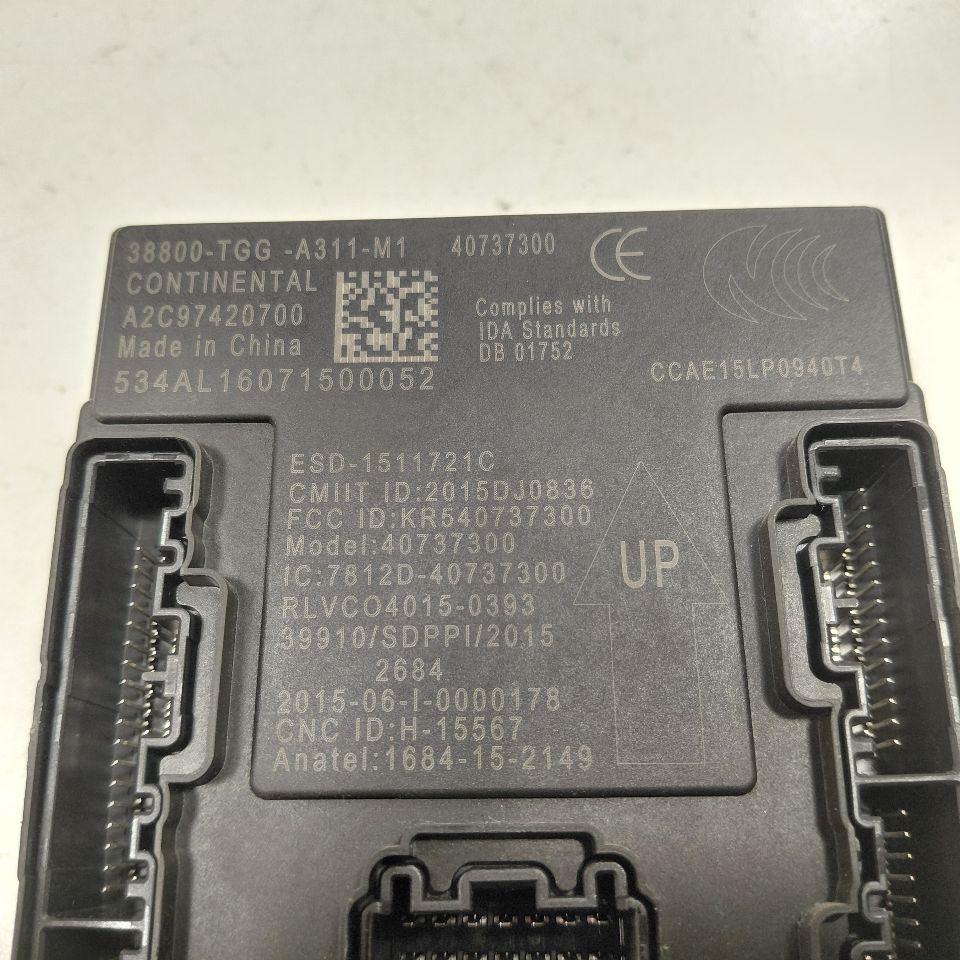 38800-TGG -A311-M1 40737300 CE
CONTINENTAL
A2C97420700
Made in China
534AL16071500052
Complies with
IDA Standards
DB 01752
CCAE15LP0940T4
ESD-1511721C
CMIIT ID:2015DJ0836
FCC ID:KR540737300
Model:40737300
IC:7812D-40737300
RLVCO4015-0393
39910/SDPPI/2015
2684
2015-06-I-0000178
CNC ID:H-15567
Anatel:1684-15-2149
UP